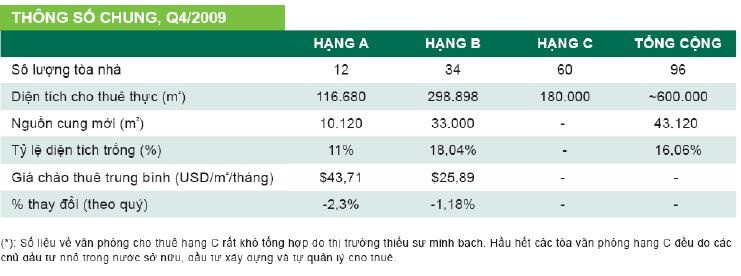 THÔNG SỐ CHUNG, Q4/2009
HẠNG A HẠNG B HẠNG C TỔNG CỘNG
Số lượng tòa nhà 12 34 60 96
Diện tích cho thuê thực (m²) 116.680 298.898 180.000 ~600.000
Nguồn cung mới (m²) 10.120 33.000 - 43.120
Tỷ lệ diện tích trống (%) 11% 18,04% - 16,06%
Giá chào thuê trung bình (USD/m²/tháng) $43,71 $25,89 - -
% thay đổi (theo quý) -2,3% -1,18% - -
(*): Số liệu về văn phòng cho thuê hạng C rất khó tổng hợp do thị trường thiếu sự minh bạch. Hầu hết các tòa văn phòng hạng C đều do các
chủ đầu tư nhỏ trong nước sở hữu, đầu tư xây dựng và tự quản lý cho thuê.